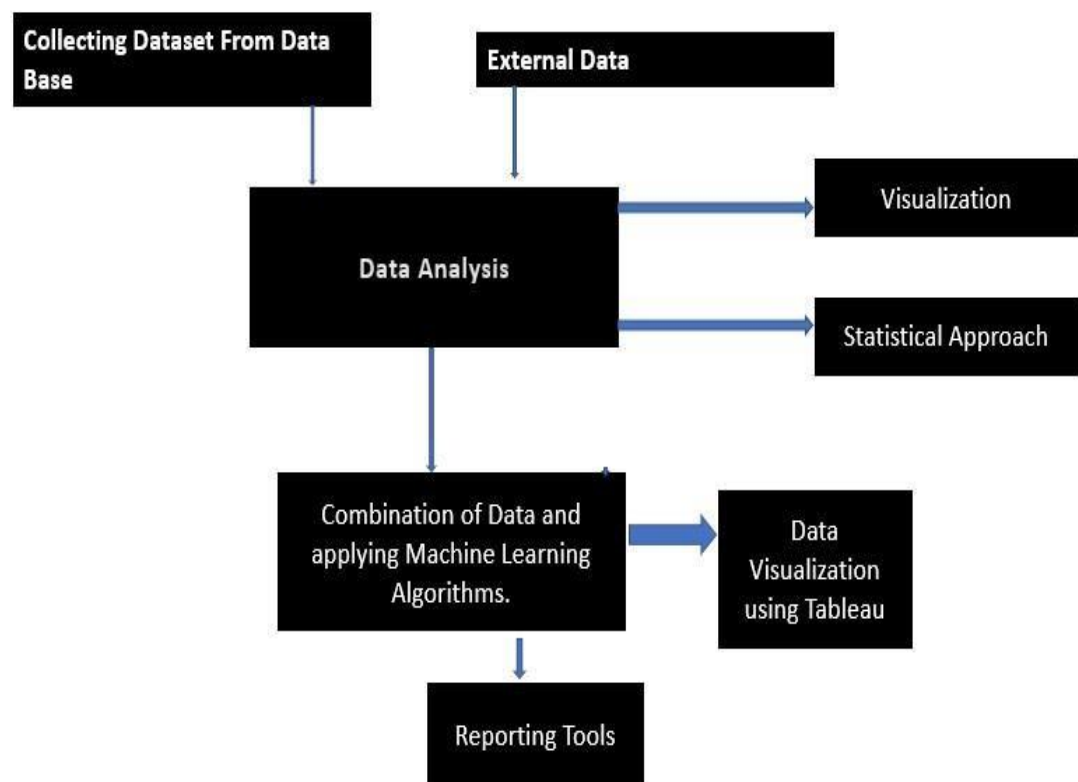 Collecting Dataset From Data
Base
External Data
Visualization
Data Analysis
Statistical Approach
Combination of Data and
applying Machine Learning
Algorithms.
Data
Visualization
using Tableau
Reporting Tools